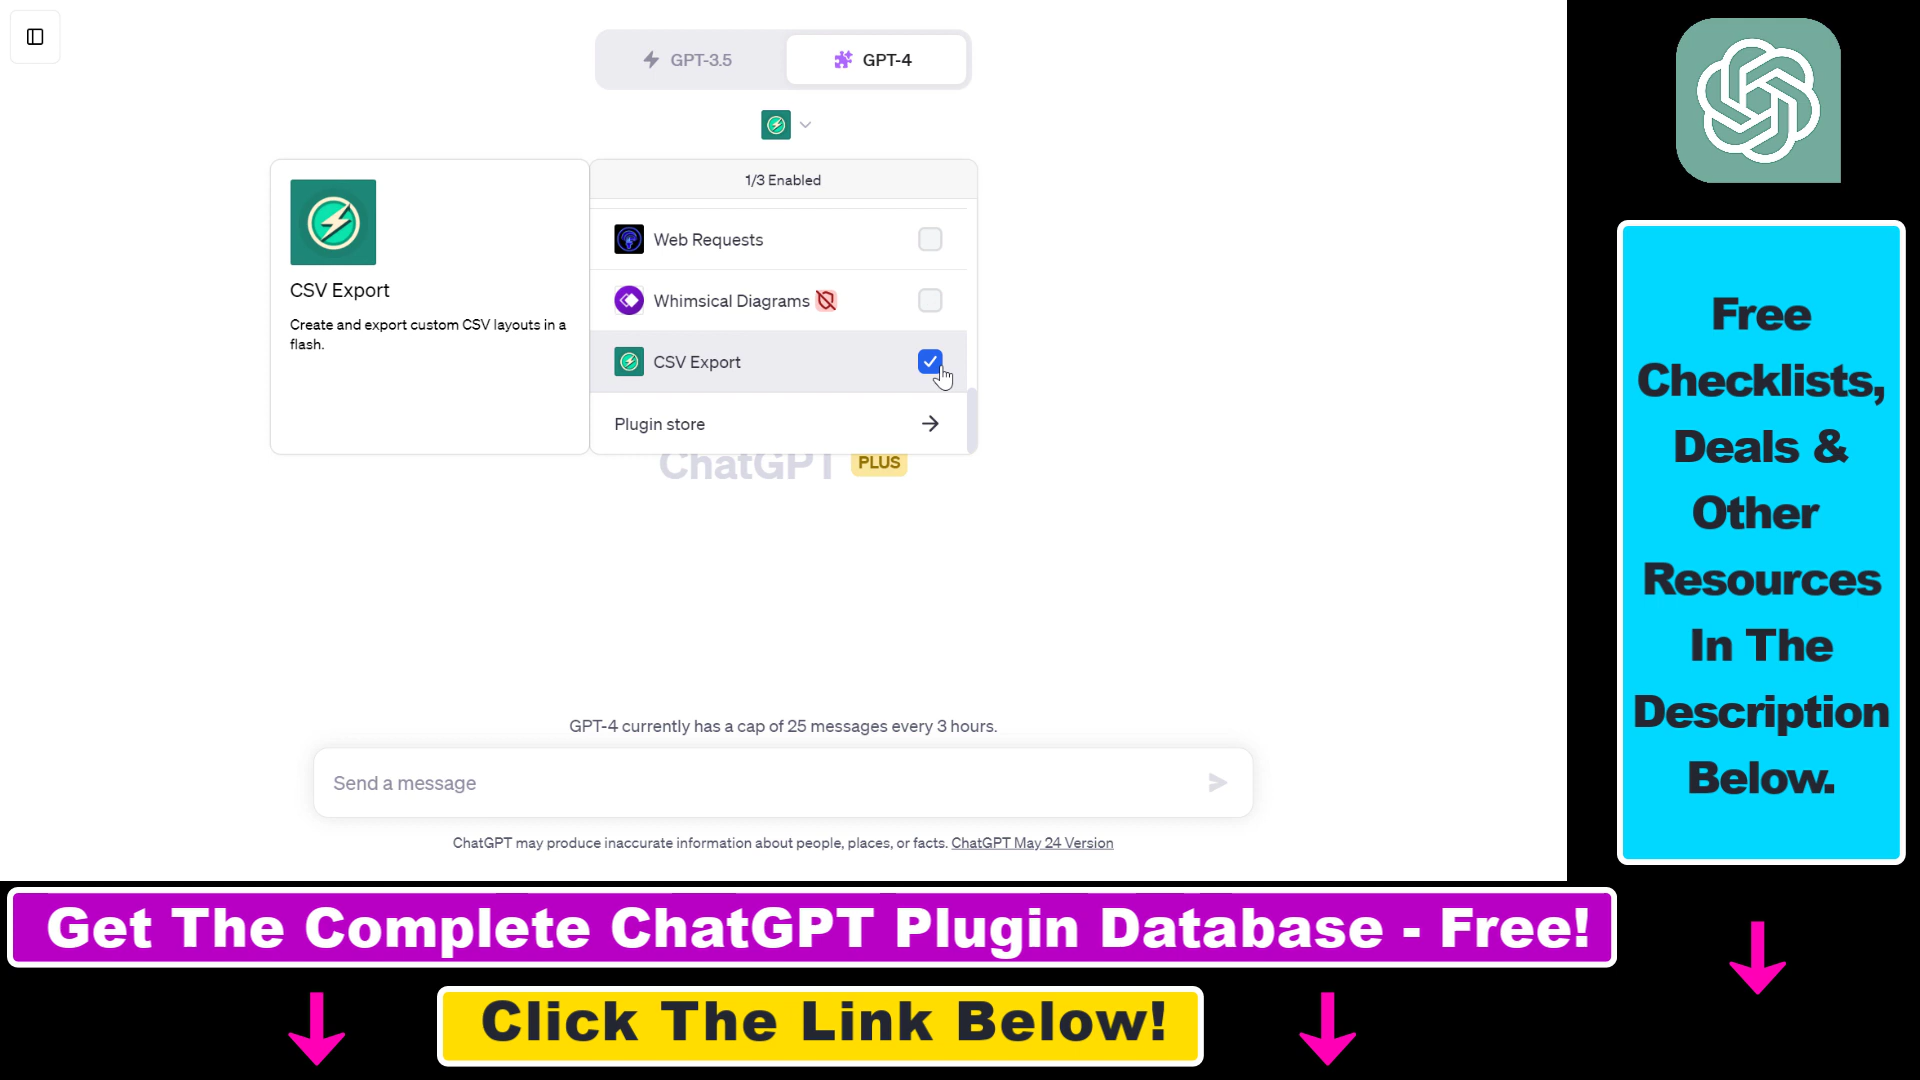 GPT-3.5
GPT-4
1/3 Enabled
Web Requests
Whimsical Diagrams
CSV Export
Plugin store
CSV Export
Create and export custom CSV layouts in a
flash.
ChatGPT PLUS
GPT-4 currently has a cap of 25 messages every 3 hours.
Send a message
ChatGPT may produce inaccurate information about people, places, or facts. ChatGPT May 24 Version
Free
Checklists,
Deals &
Other
Resources
In The
Description
Below.
Get The Complete ChatGPT Plugin Database - Free!
Click The Link Below!